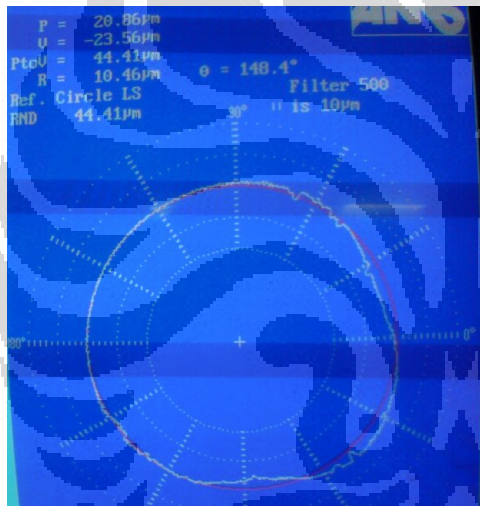 P = 20.86µm
V = -23.56µm
PtoV = 44.41µm
R = 10.46µm
θ = 148.4°
Ref. Circle LS
RND 44.41µm
Filter 500
is 10µm
0°